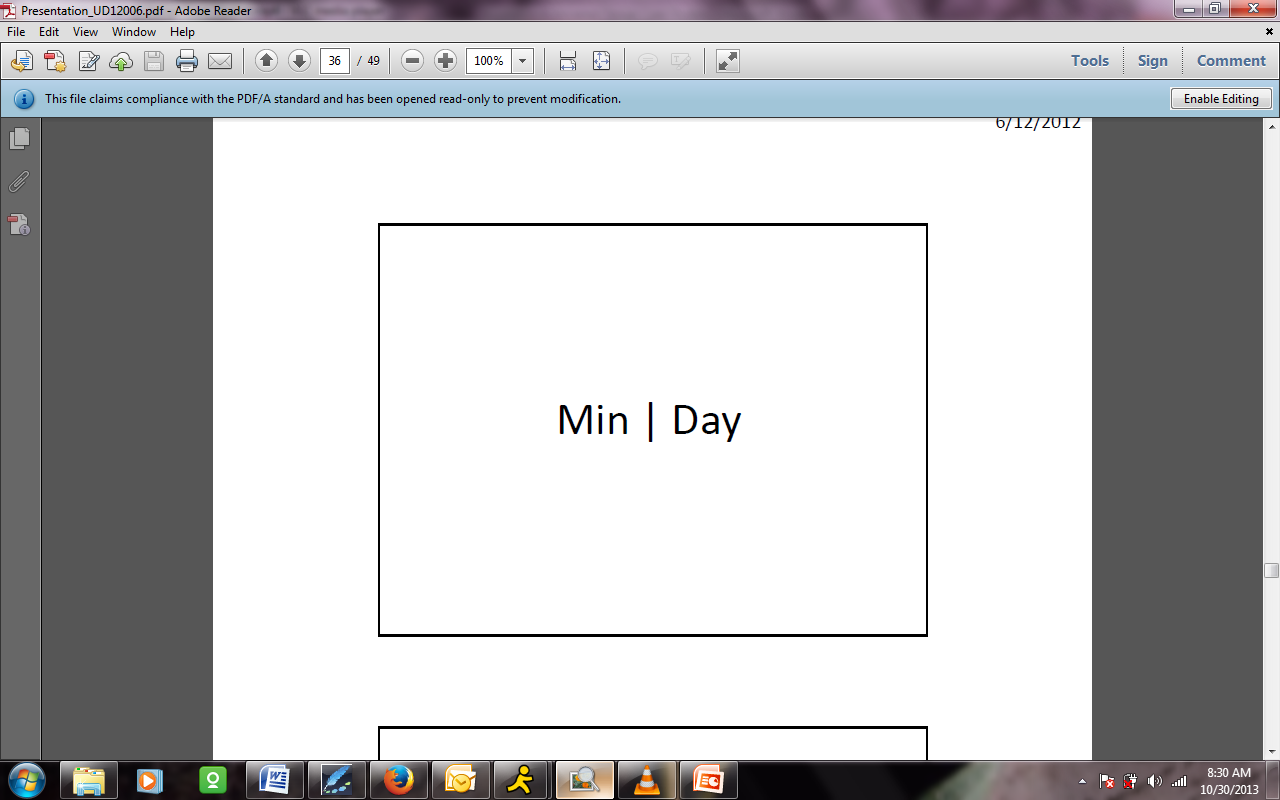 Presentation_UD12006.pdf - Adobe Reader
File Edit View Window Help
36 / 49 100% Tools Sign Comment
This file claims compliance with the PDF/A standard and has been opened read-only to prevent modification. Enable Editing
6/12/2012
Min | Day
8:30 AM
10/30/2013